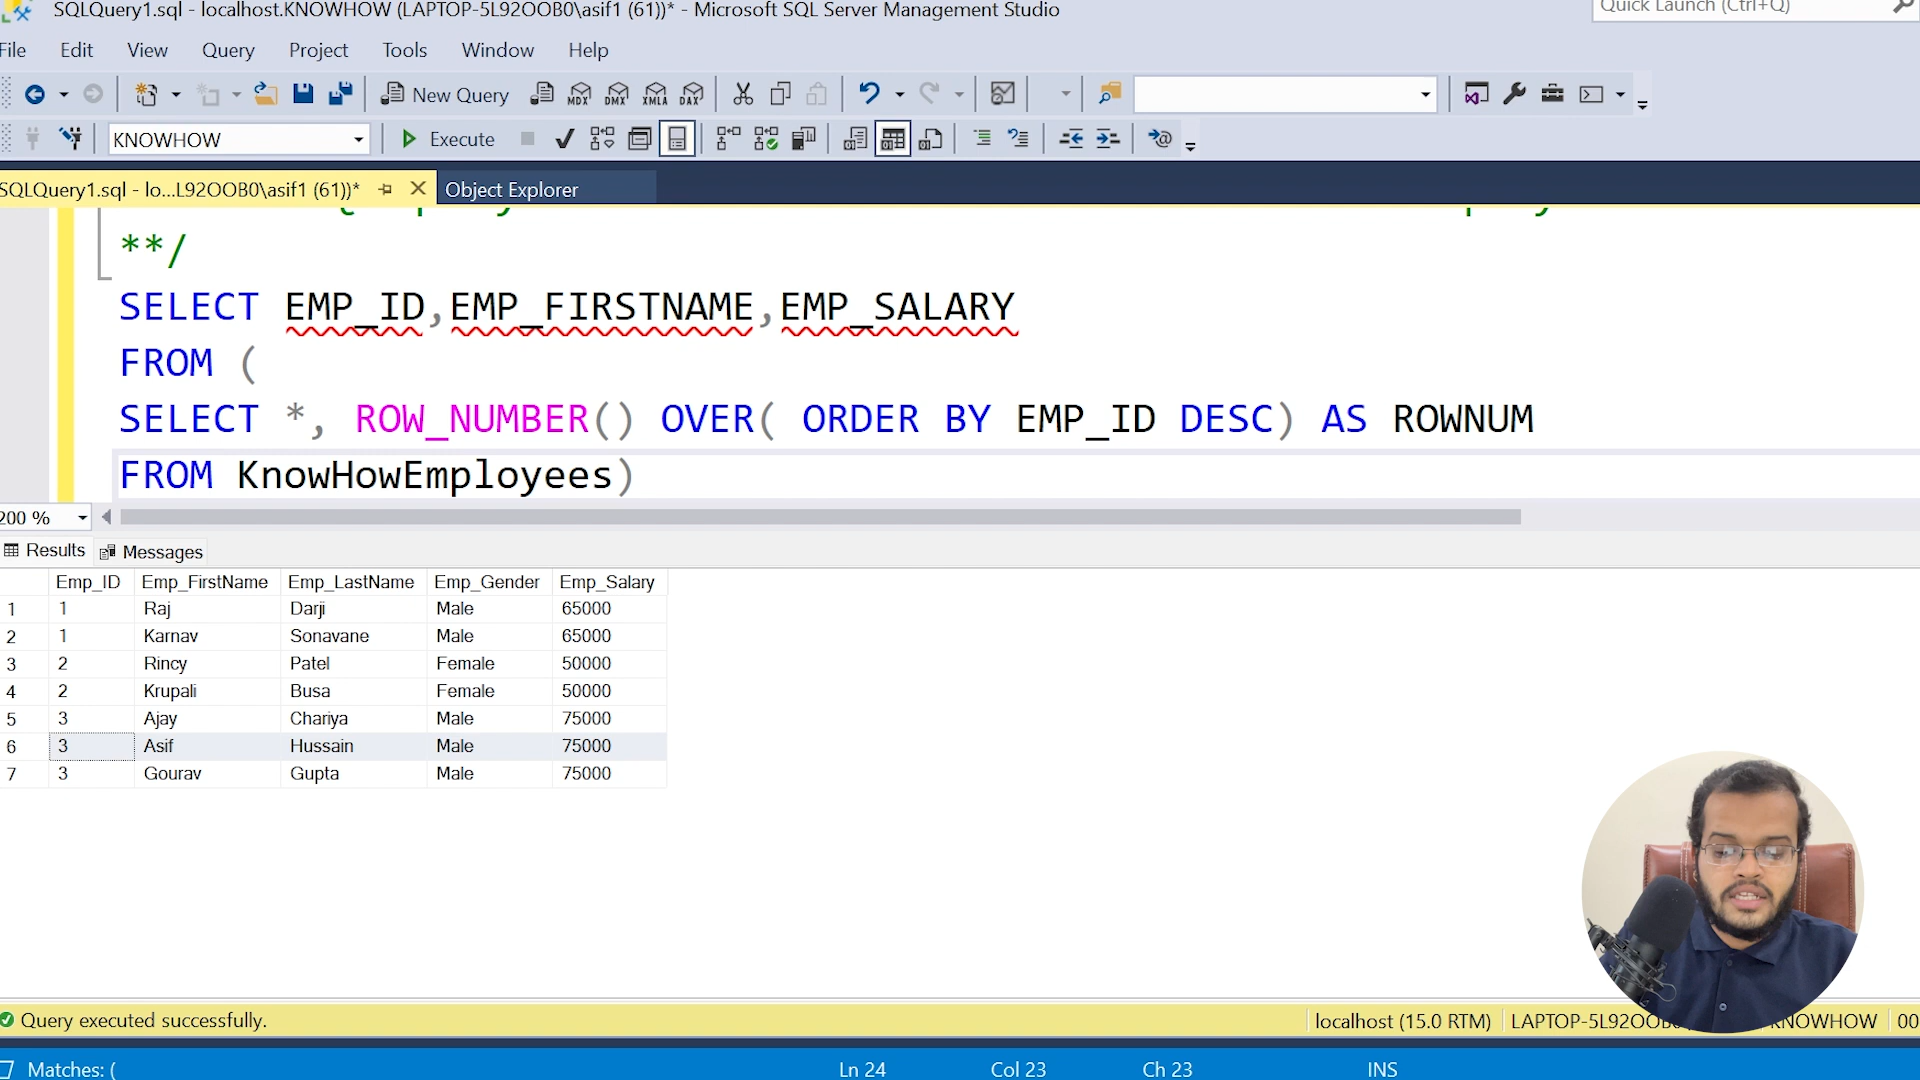 SQLQuery1.sql - localhost.KNOWHOW (LAPTOP-5L92OOB0\asif1 (61))* - Microsoft SQL Server Management Studio
Quick Launch (Ctrl+Q)
File Edit View Query Project Tools Window Help
New Query MDX DMX XMLA DAX
KNOWHOW Execute
SQLQuery1.sql - lo...L92OOB0\asif1 (61))* Object Explorer
**/
SELECT EMP_ID,EMP_FIRSTNAME,EMP_SALARY
FROM (
SELECT *, ROW_NUMBER() OVER( ORDER BY EMP_ID DESC) AS ROWNUM
FROM KnowHowEmployees)
200 %
Results Messages
Emp_ID Emp_FirstName Emp_LastName Emp_Gender Emp_Salary
1 1 Raj Darji Male 65000
2 1 Karnav Sonavane Male 65000
3 2 Rincy Patel Female 50000
4 2 Krupali Busa Female 50000
5 3 Ajay Chariya Male 75000
6 3 Asif Hussain Male 75000
7 3 Gourav Gupta Male 75000
Query executed successfully. localhost (15.0 RTM) KNOWHOW 00
Matches: ( Ln 24 Col 23 Ch 23 INS